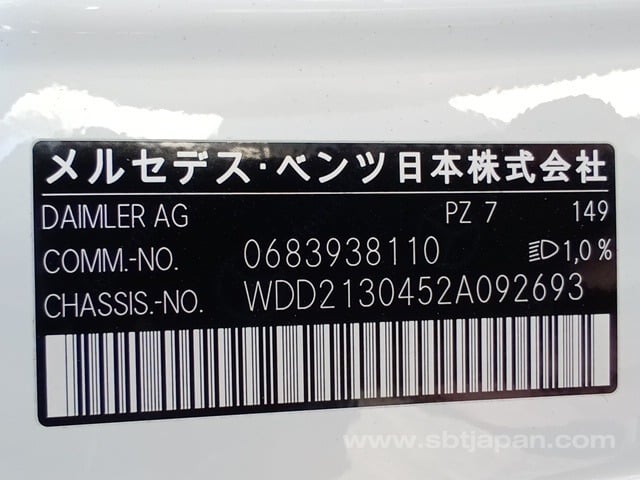 メルセデス・ベンツ日本株式会社
DAIMLER AG PZ 7 149
COMM.-NO. 0683938110 1,0%
CHASSIS.-NO. WDD2130452A092693
www.sbtjapan.com